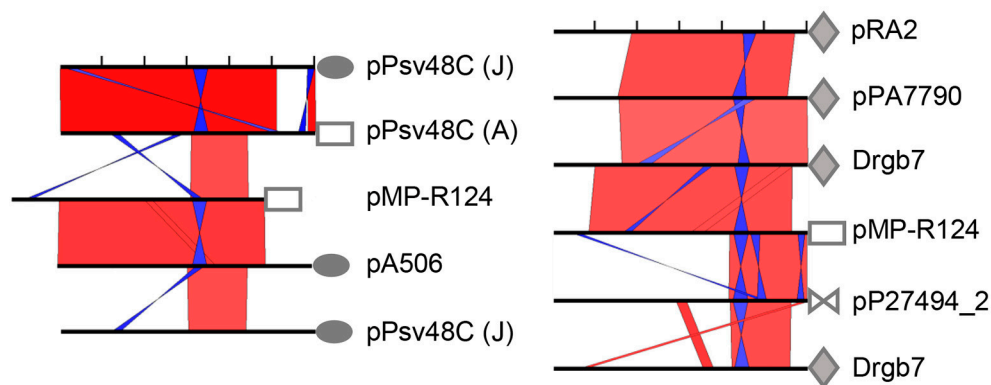 pPsv48C (J)
pPsv48C (A)
pMP-R124
pA506
pPsv48C (J)
pRA2
pPA7790
Drgb7
pMP-R124
pP27494_2
Drgb7